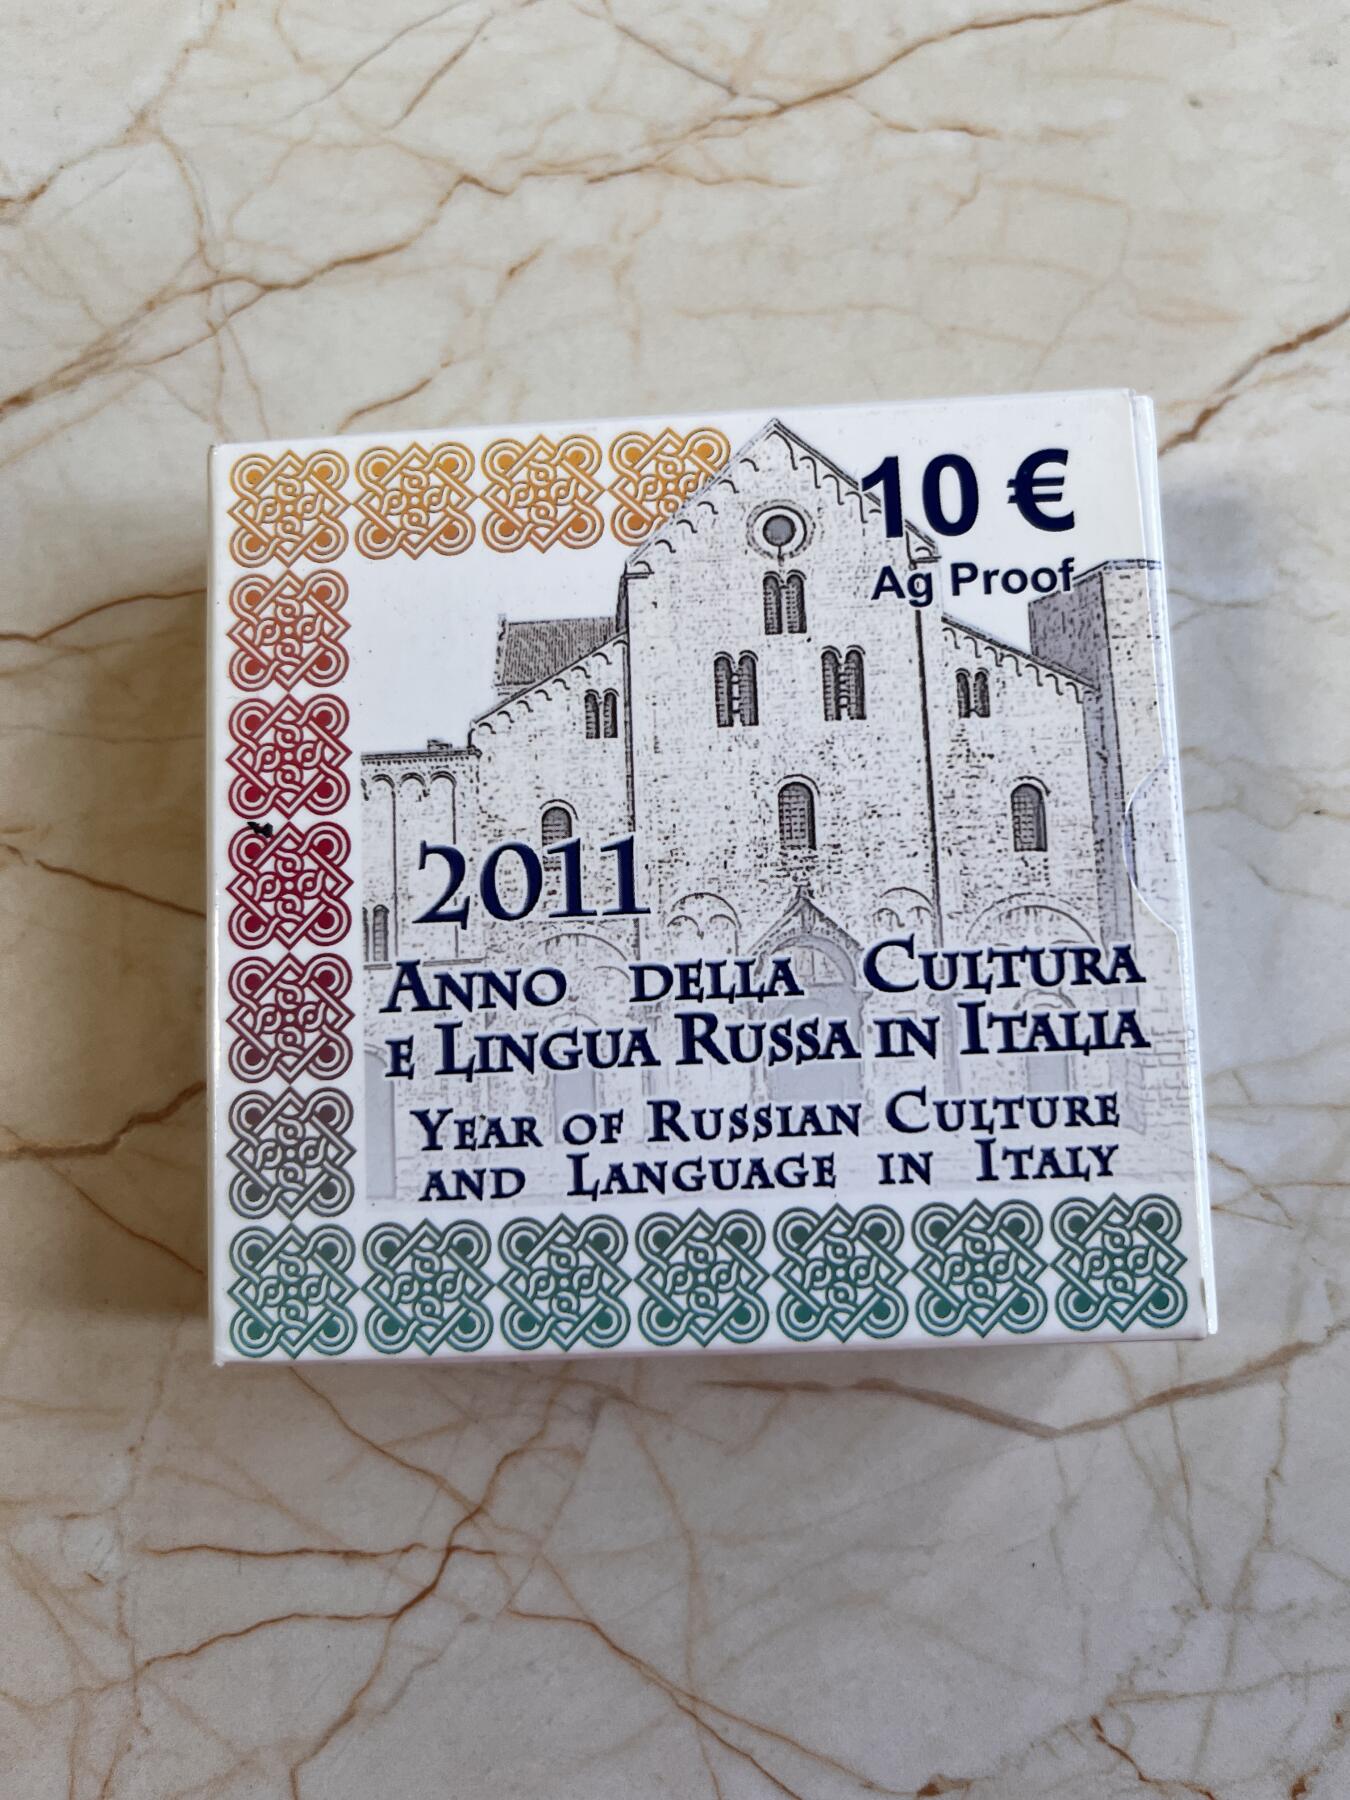 10 €
Ag Proof
2011
ANNO DELLA CULTURA
E LINGUA RUSSA IN ITALIA
YEAR OF RUSSIAN CULTURE
AND LANGUAGE IN ITALY